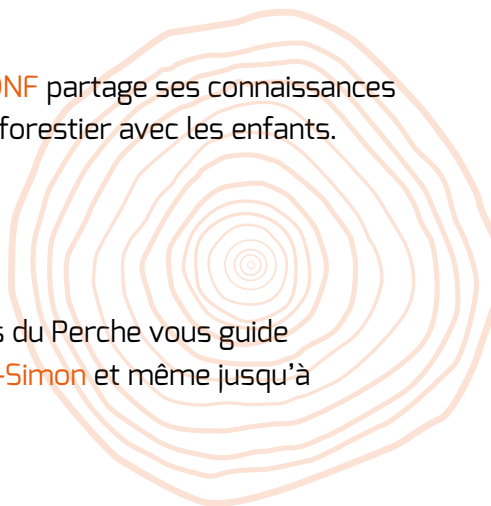 ONF partage ses connaissances
forestier avec les enfants.
s du Perche vous guide
-Simon et même jusqu'à